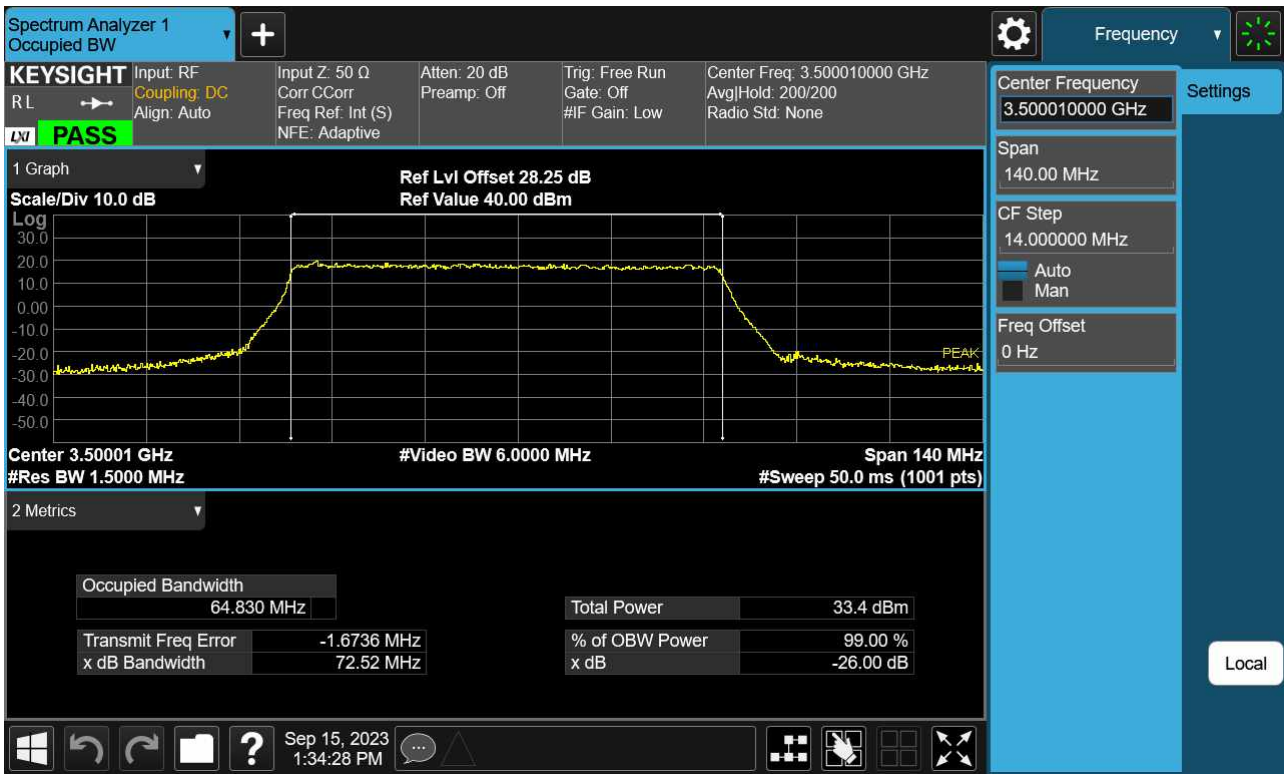 Spectrum Analyzer 1
Occupied BW
+
Frequency
KEYSIGHT
R L
LXI PASS
Input: RF
Coupling: DC
Align: Auto
Input Z: 50 Ω
Corr CCorr
Freq Ref: Int (S)
NFE: Adaptive
Atten: 20 dB
Preamp: Off
Trig: Free Run
Gate: Off
#IF Gain: Low
Center Freq: 3.500010000 GHz
Avg|Hold: 200/200
Radio Std: None
Center Frequency
3.500010000 GHz
Settings
Span
140.00 MHz
CF Step
14.000000 MHz
Auto
Man
Freq Offset
0 Hz
Local
1 Graph
Scale/Div 10.0 dB
Ref Lvl Offset 28.25 dB
Ref Value 40.00 dBm
Log
30.0
20.0
10.0
0.00
-10.0
-20.0
-30.0
-40.0
-50.0
PEAK
Center 3.50001 GHz
#Video BW 6.0000 MHz
Span 140 MHz
#Res BW 1.5000 MHz
#Sweep 50.0 ms (1001 pts)
2 Metrics
Occupied Bandwidth
64.830 MHz
Total Power 33.4 dBm
Transmit Freq Error -1.6736 MHz
% of OBW Power 99.00 %
x dB Bandwidth 72.52 MHz
x dB -26.00 dB
?
Sep 15, 2023
1:34:28 PM